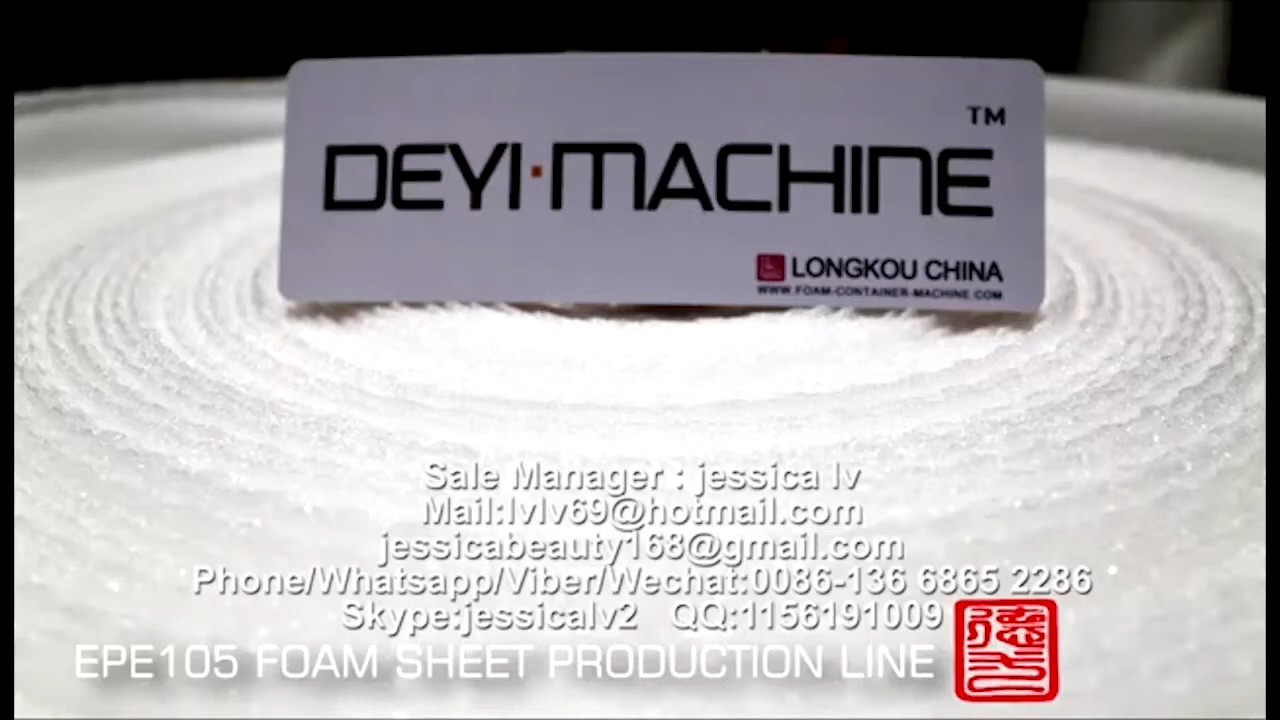 TM
DEYI·MACHINE
LONGKOU CHINA
WWW.FOAM-CONTAINER-MACHINE.COM
Sale Manager : jessica lv
Mail:lvlv69@hotmail.com
jessicabeauty168@gmail.com
Phone/Whatsapp/Viber/Wechat:0086-136 6865 2286
Skype:jessicalv2 QQ:1156191009
EPE105 FOAM SHEET PRODUCTION LINE